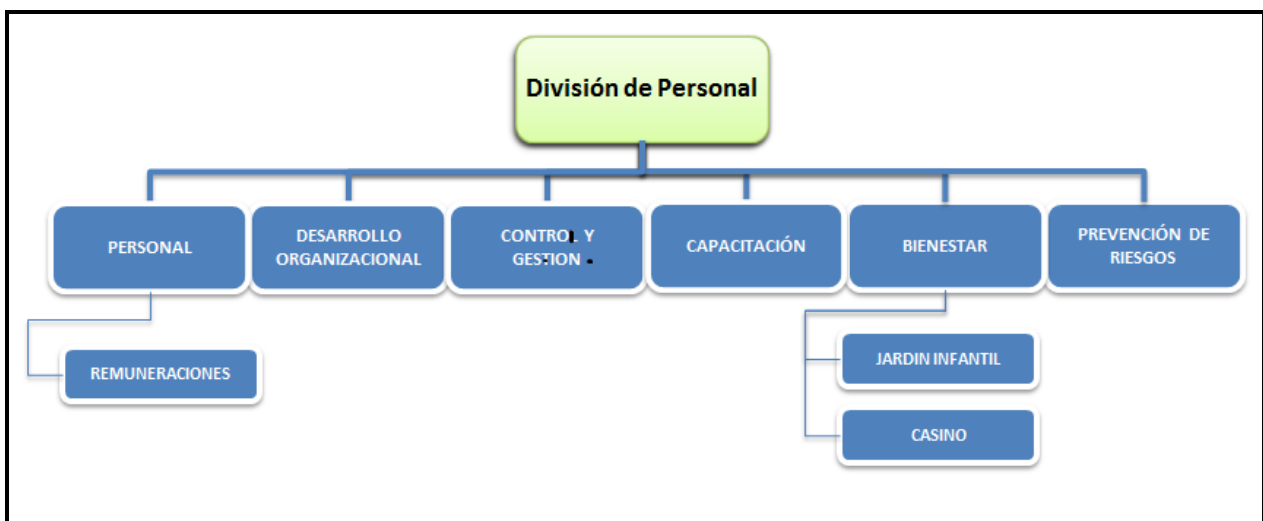 División de Personal
PERSONAL
DESARROLLO
ORGANIZACIONAL
CONTROL Y
GESTION .
CAPACITACIÓN
BIENESTAR
PREVENCIÓN DE
RIESGOS
REMUNERACIONES
JARDIN INFANTIL
CASINO